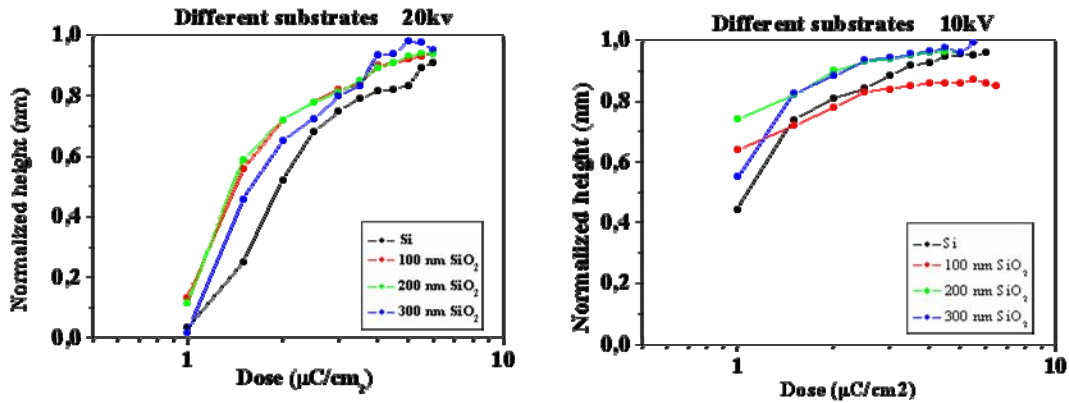 Different substrates 20kv
Normalized height (nm)
1,0
0,8
0,6
0,4
0,2
0,0
Si
100 nm SiO₂
200 nm SiO₂
300 nm SiO₂
1
10
Dose (μC/cm₂)
Different substrates 10kV
Normalized height (nm)
1,0
0,8
0,6
0,4
0,2
0,0
Si
100 nm SiO₂
200 nm SiO₂
300 nm SiO₂
1
10
Dose (μC/cm2)